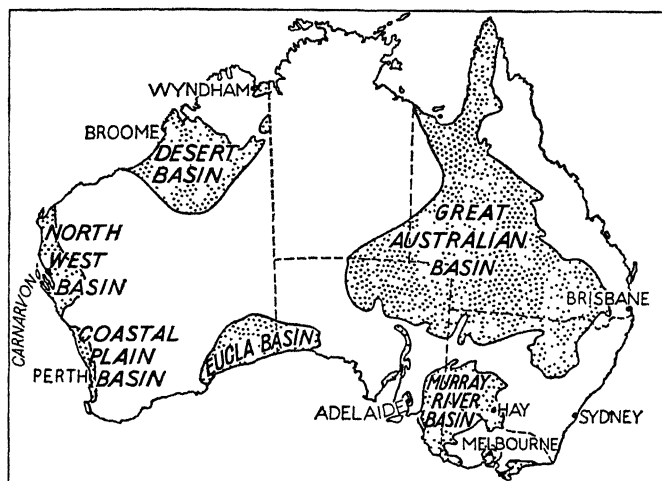 WYNDHAM
BROOME
DESERT
BASIN
NORTH
WEST
BASIN
CARNARVON
COASTAL
PLAIN
BASIN
PERTH
EUCLA BASIN
GREAT
AUSTRALIAN
BASIN
BRISBANE
ADELAIDE
MURRAY
RIVER
BASIN
HAY
SYDNEY
MELBOURNE